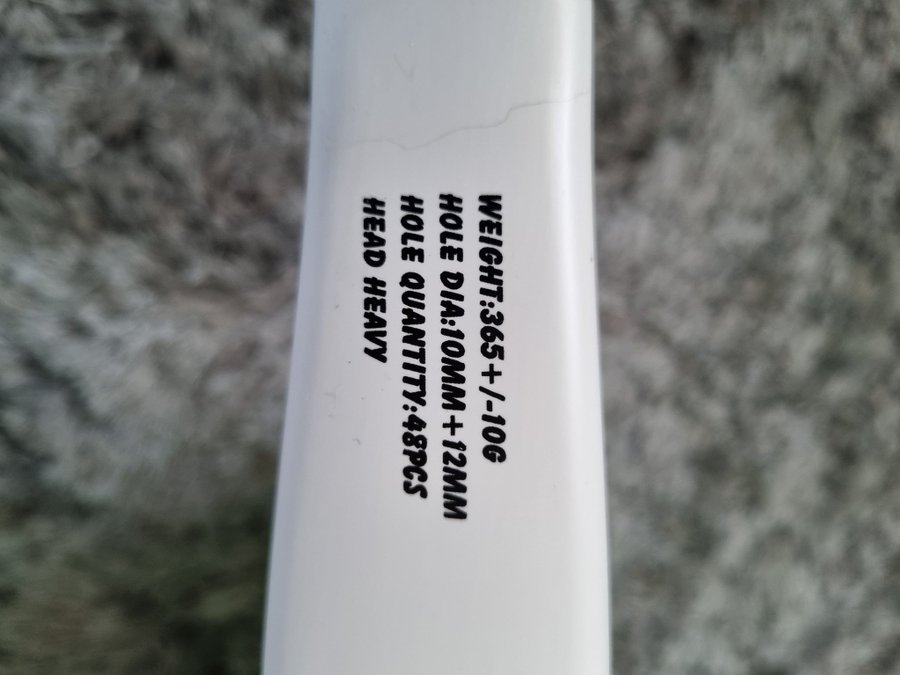 WEIGHT:365+/-10G
HOLE DIA:10MM+12MM
HOLE QUANTITY:48PCS
HEAD HEAVY